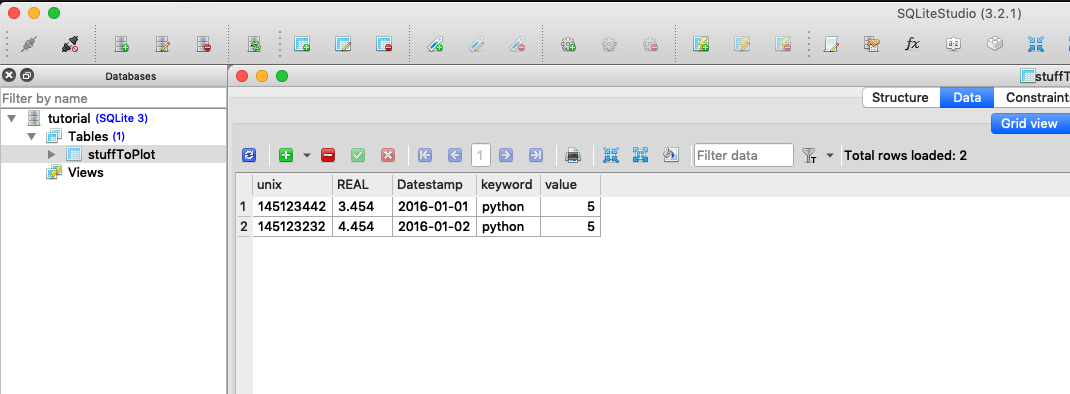 SQLiteStudio (3.2.1)
fx
a-z
Databases
Filter by name
tutorial (SQLite 3)
Tables (1)
stuffToPlot
Views
stuffT
Structure Data Constraint
Grid view
1 Filter data T Total rows loaded: 2
unix REAL Datestamp keyword value
1 145123442 3.454 2016-01-01 python 5
2 145123232 4.454 2016-01-02 python 5